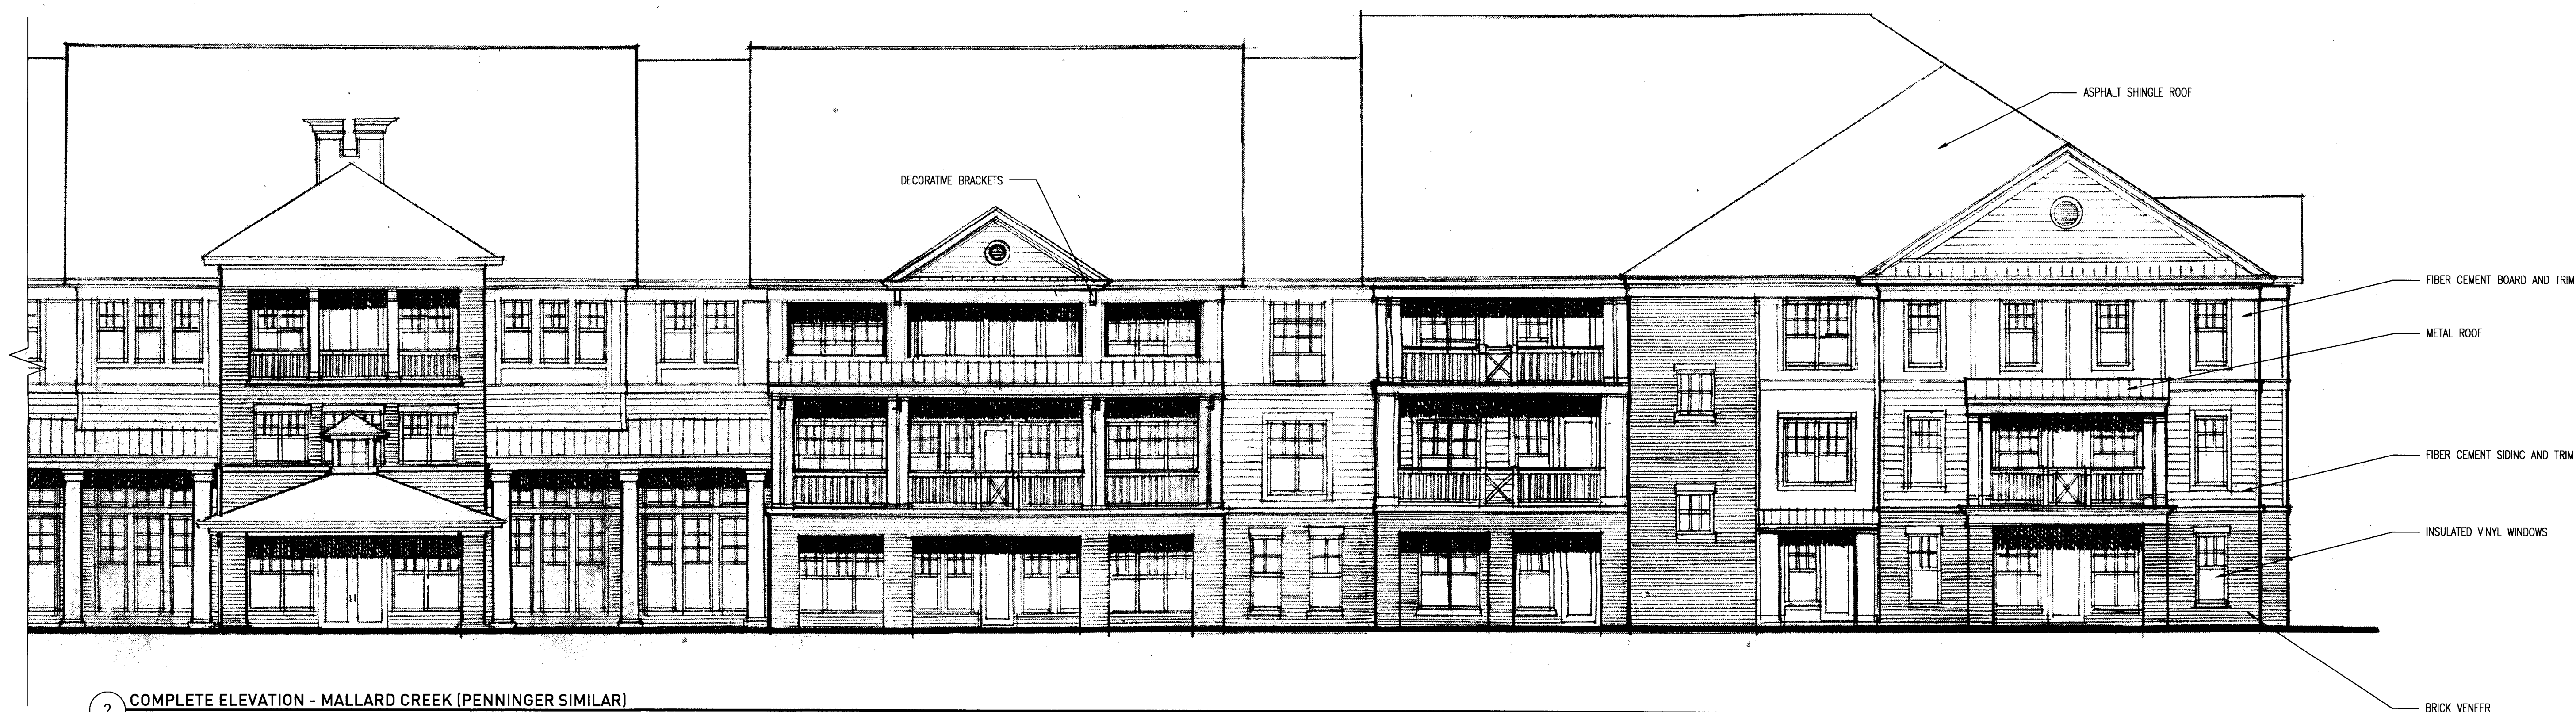 ASPHALT SHINGLE ROOF
DECORATIVE BRACKETS
FIBER CEMENT BOARD AND TRIM
METAL ROOF
FIBER CEMENT SIDING AND TRIM
INSULATED VINYL WINDOWS
BRICK VENEER
2 COMPLETE ELEVATION - MALLARD CREEK (PENNINGER SIMILAR)